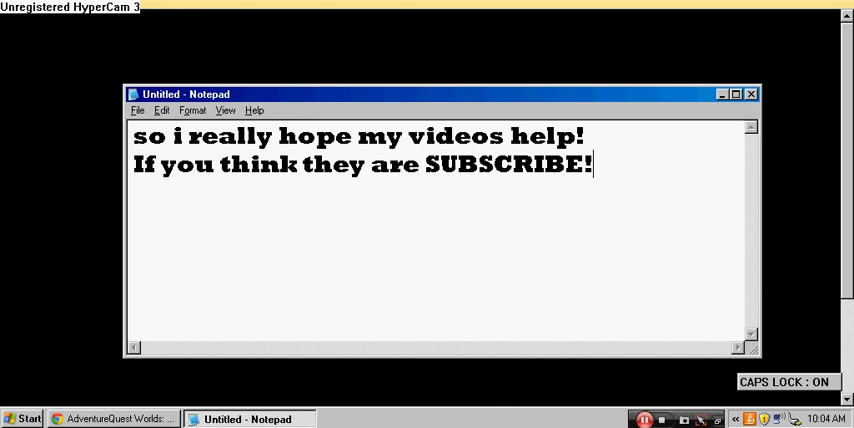 Unregistered HyperCam 3
Untitled - Notepad
File Edit Format View Help
so i really hope my videos help!
If you think they are SUBSCRIBE!
CAPS LOCK : ON
Start AdventureQuest Worlds: ... Untitled - Notepad 10:04 AM